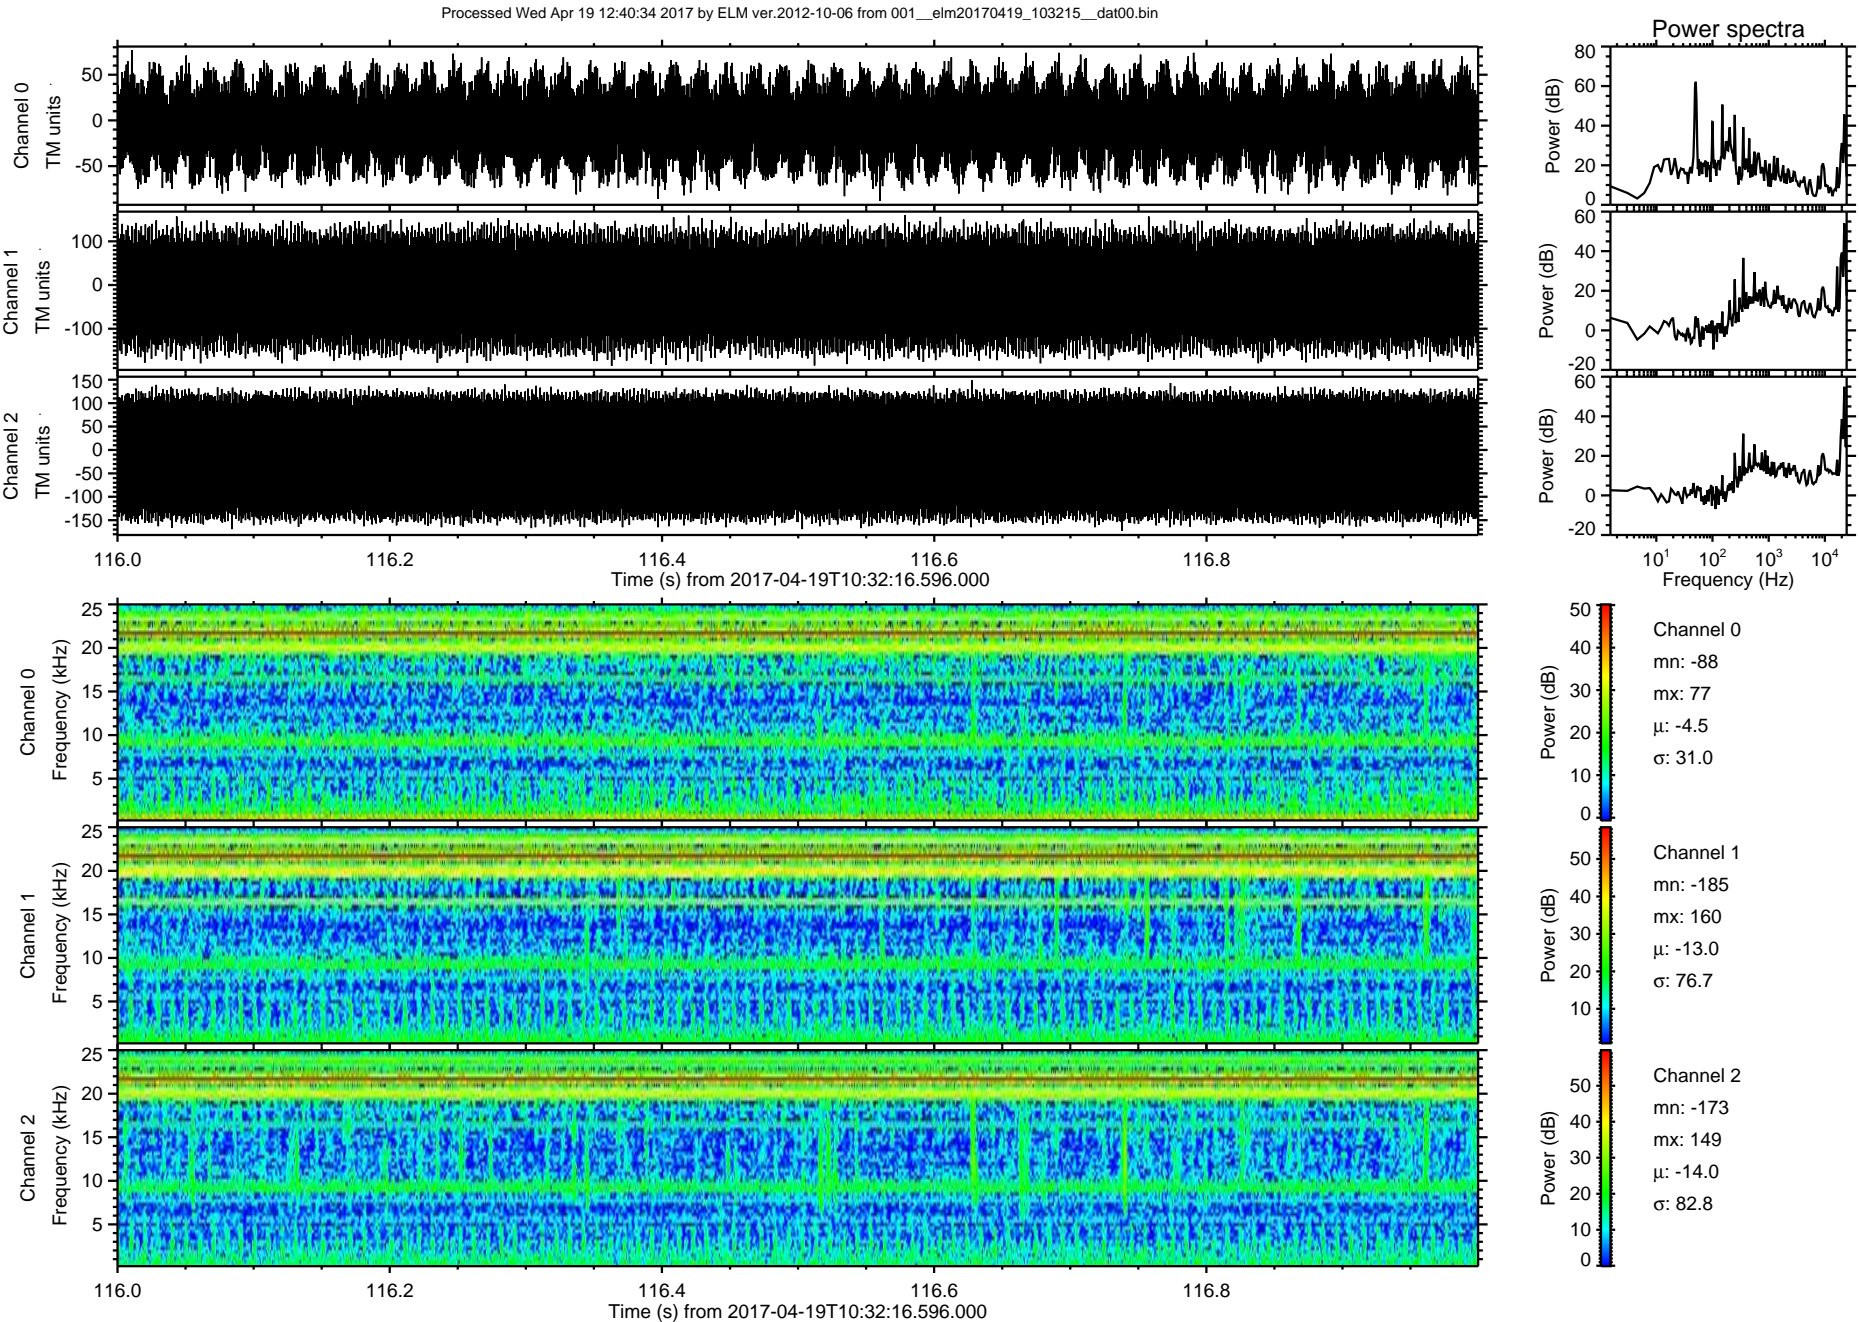 Processed Wed Apr 19 12:40:34 2017 by ELM ver.2012-10-06 from 001__elm20170419_103215__dat00.bin
Power spectra
Channel 0
TM units
50
0
-50
Power (dB)
80
60
40
20
0
Channel 1
TM units
100
0
-100
Power (dB)
60
40
20
0
-20
Channel 2
TM units
150
100
50
0
-50
-100
-150
Power (dB)
60
40
20
0
-20
116.0 116.2 116.4 116.6 116.8
Time (s) from 2017-04-19T10:32:16.596.000
10^1 10^2 10^3 10^4
Frequency (Hz)
Channel 0
Frequency (kHz)
25
20
15
10
5
Power (dB)
50
40
30
20
10
0
Channel 0
mn: -88
mx: 77
μ: -4.5
σ: 31.0
Channel 1
Frequency (kHz)
25
20
15
10
5
Power (dB)
50
40
30
20
10
Channel 1
mn: -185
mx: 160
μ: -13.0
σ: 76.7
Channel 2
Frequency (kHz)
25
20
15
10
5
Power (dB)
50
40
30
20
10
0
Channel 2
mn: -173
mx: 149
μ: -14.0
σ: 82.8
116.0 116.2 116.4 116.6 116.8
Time (s) from 2017-04-19T10:32:16.596.000